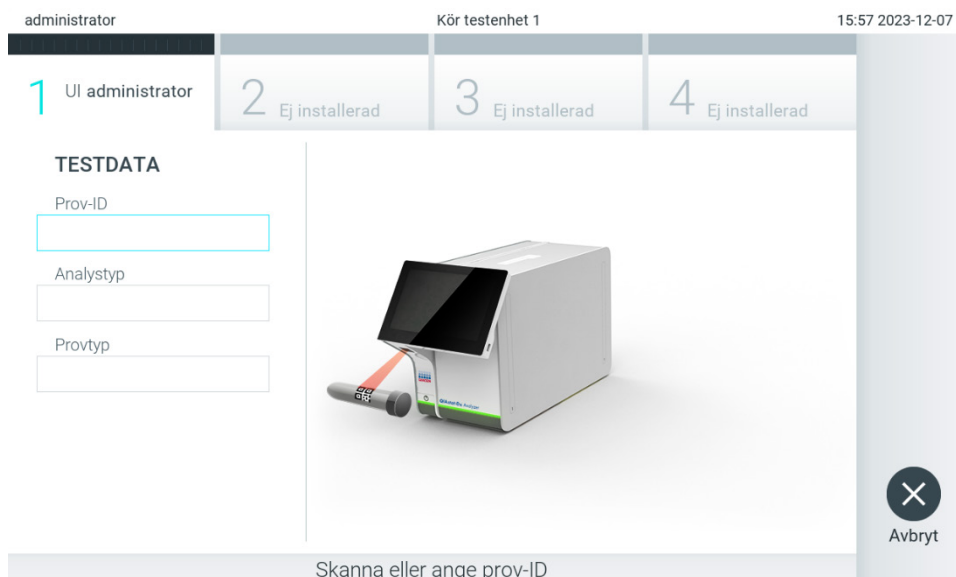 administrator
Kör testenhet 1
15:57 2023-12-07
1 UI administrator
2 Ej installerad
3 Ej installerad
4 Ej installerad
TESTDATA
Prov-ID
Analystyp
Provtyp
Avbryt
Skanna eller ange prov-ID